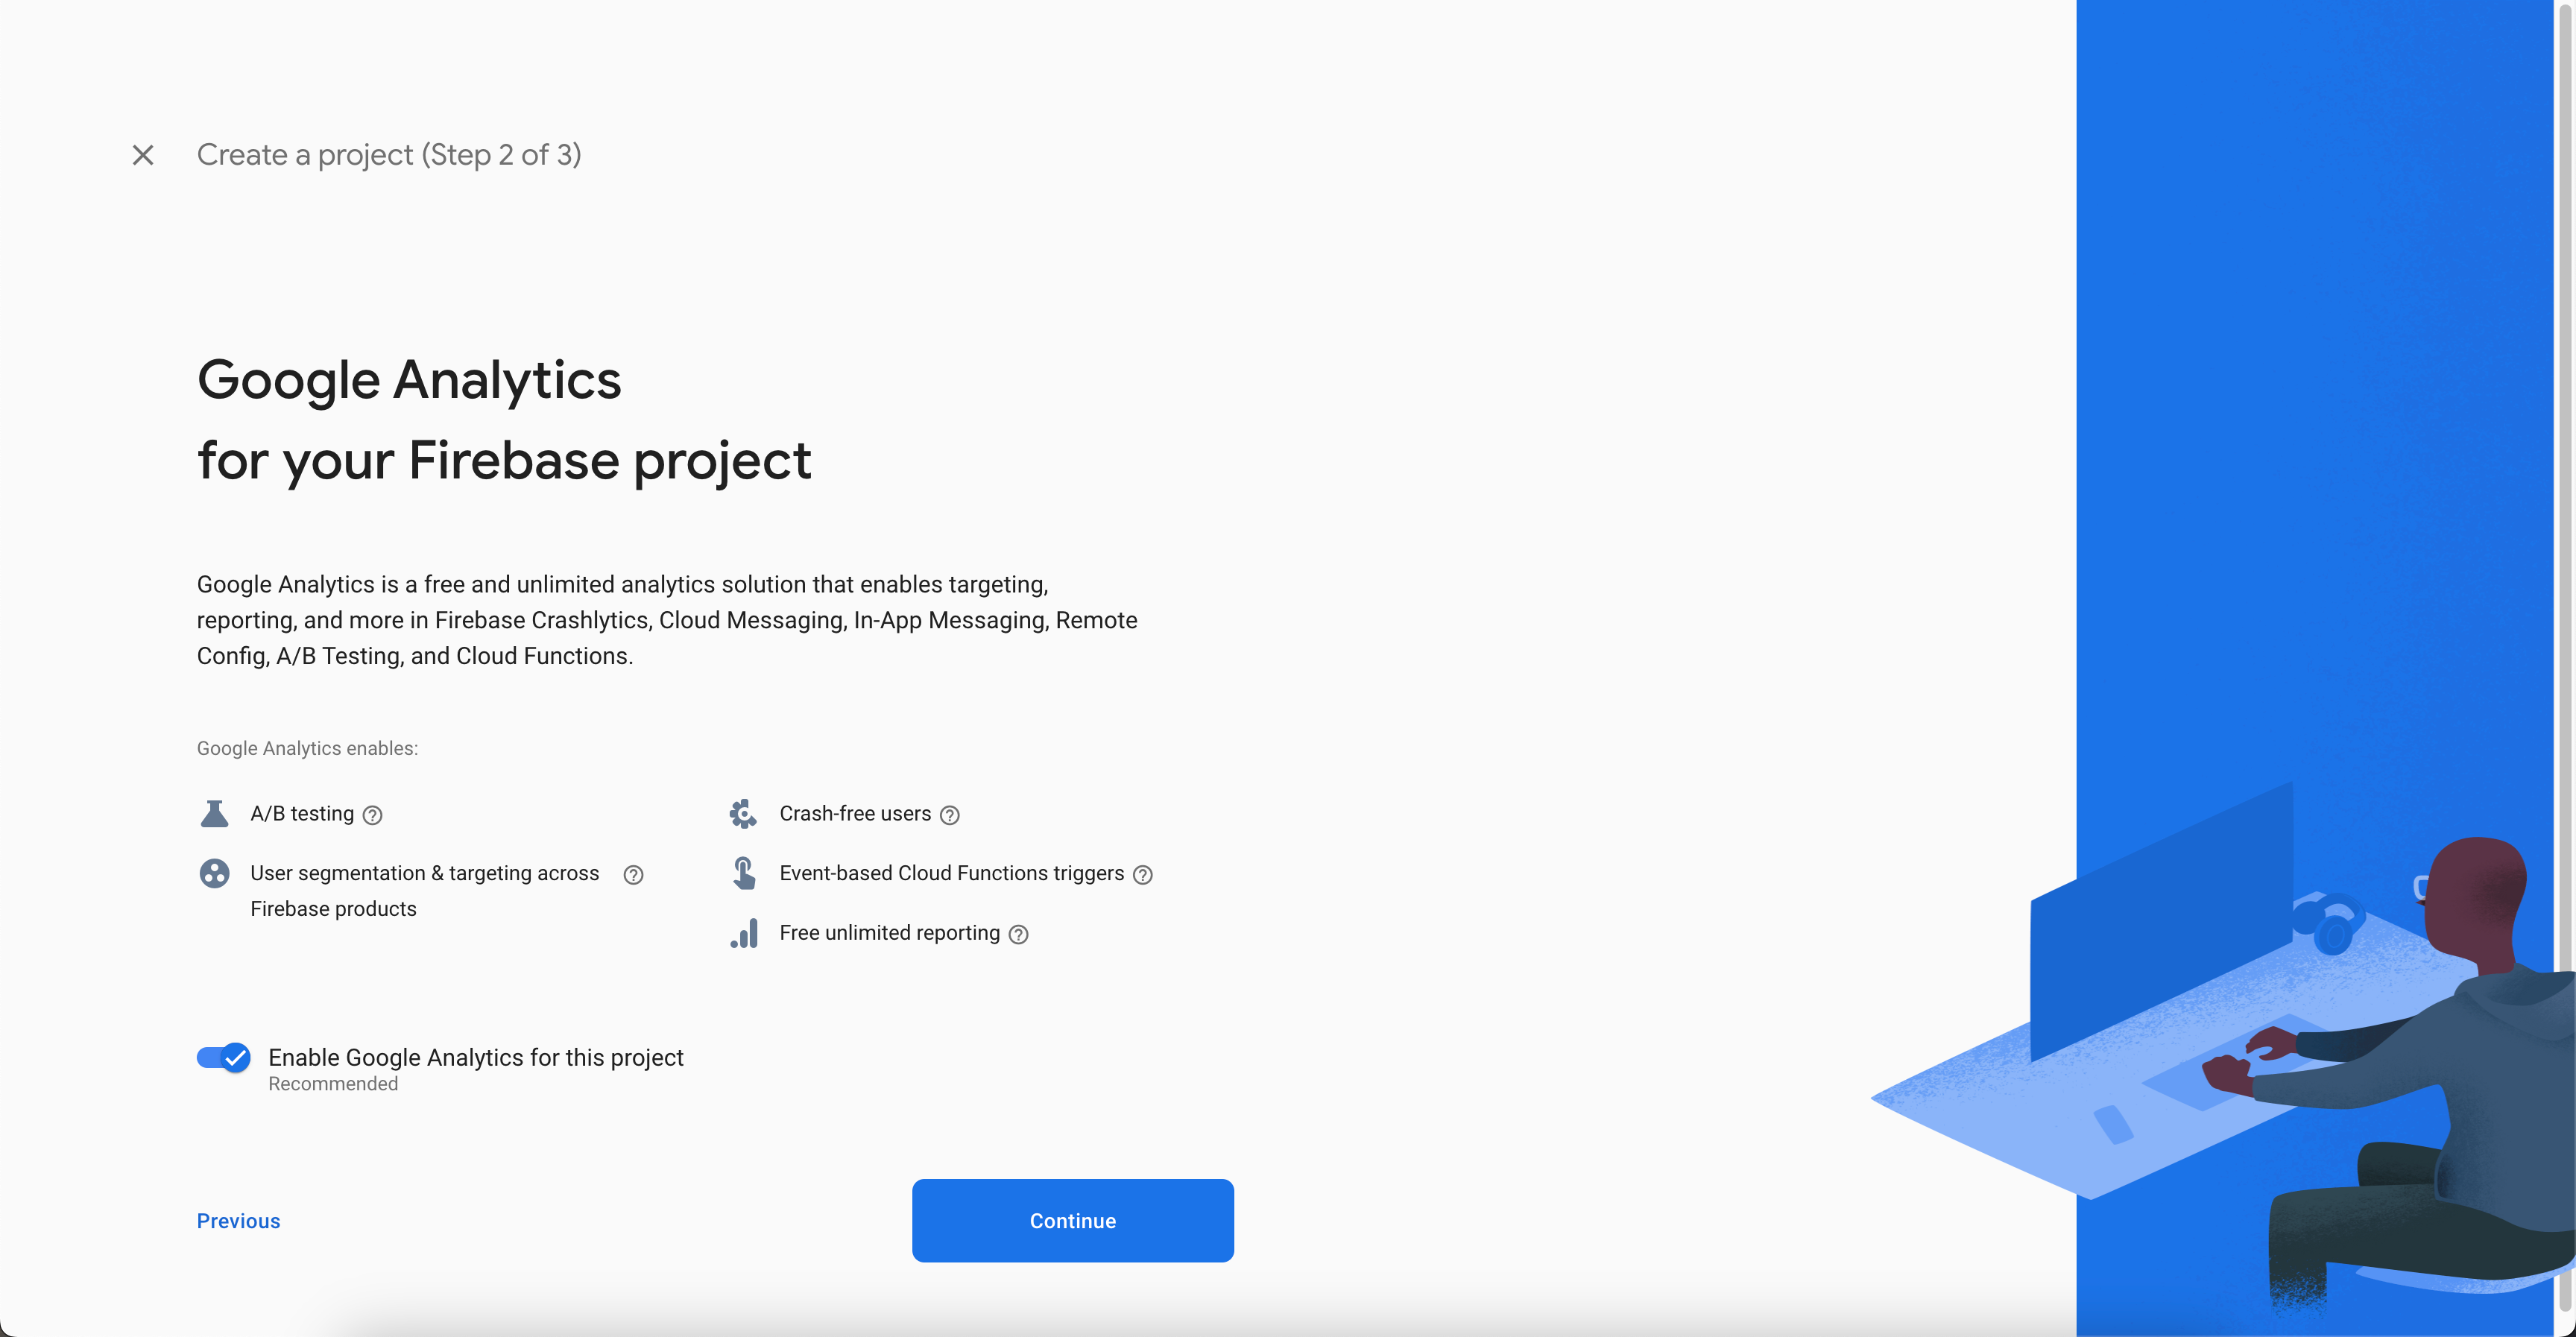 Create a project (Step 2 of 3)
Google Analytics
for your Firebase project
Google Analytics is a free and unlimited analytics solution that enables targeting,
reporting, and more in Firebase Crashlytics, Cloud Messaging, In-App Messaging, Remote
Config, A/B Testing, and Cloud Functions.
Google Analytics enables:
A/B testing
User segmentation & targeting across
Firebase products
Crash-free users
Event-based Cloud Functions triggers
Free unlimited reporting
Enable Google Analytics for this project
Recommended
Previous
Continue